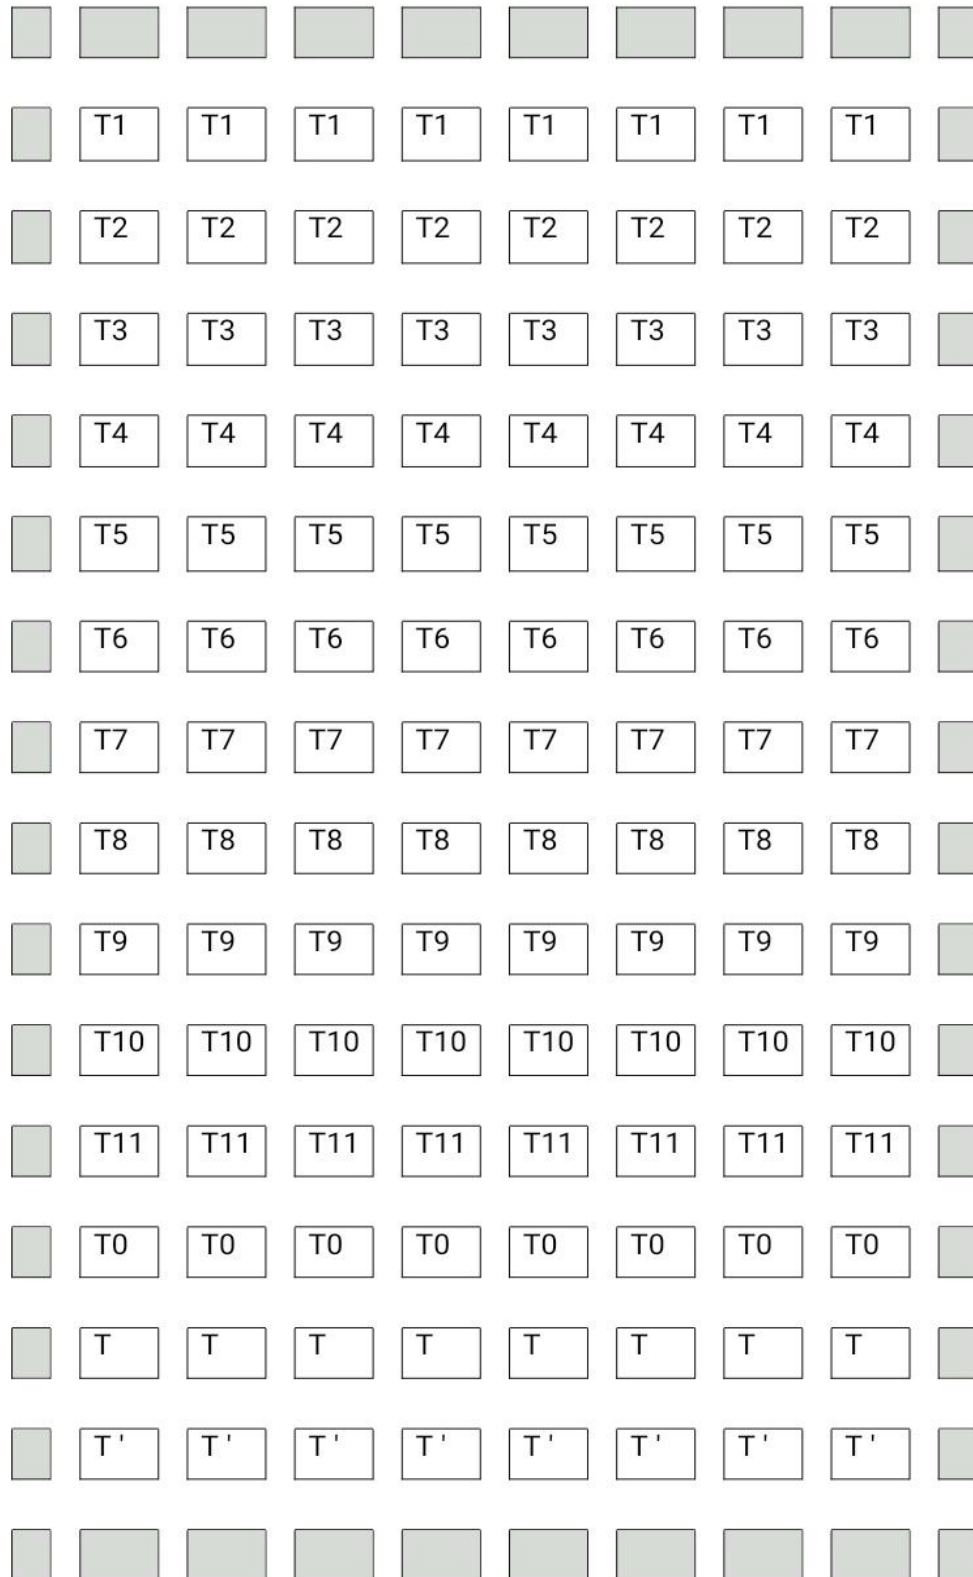 T1 T1 T1 T1 T1 T1 T1 T1
T2 T2 T2 T2 T2 T2 T2 T2
T3 T3 T3 T3 T3 T3 T3 T3
T4 T4 T4 T4 T4 T4 T4 T4
T5 T5 T5 T5 T5 T5 T5 T5
T6 T6 T6 T6 T6 T6 T6 T6
T7 T7 T7 T7 T7 T7 T7 T7
T8 T8 T8 T8 T8 T8 T8 T8
T9 T9 T9 T9 T9 T9 T9 T9
T10 T10 T10 T10 T10 T10 T10 T10
T11 T11 T11 T11 T11 T11 T11 T11
T0 T0 T0 T0 T0 T0 T0 T0
T T T T T T T T
T ' T ' T ' T ' T ' T ' T ' T '